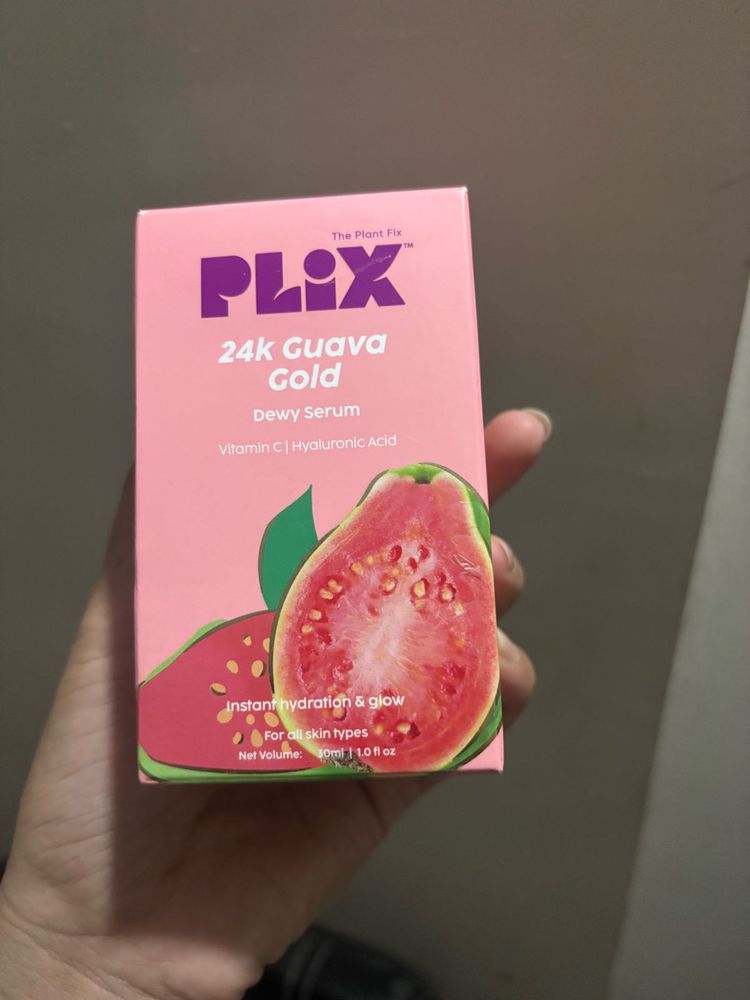 The Plant Fix
PLiX™
24k Guava
Gold
Dewy Serum
Vitamin C | Hyaluronic Acid
Instant hydration & glow
For all skin types
Net Volume: 30ml | 1.0 fl oz